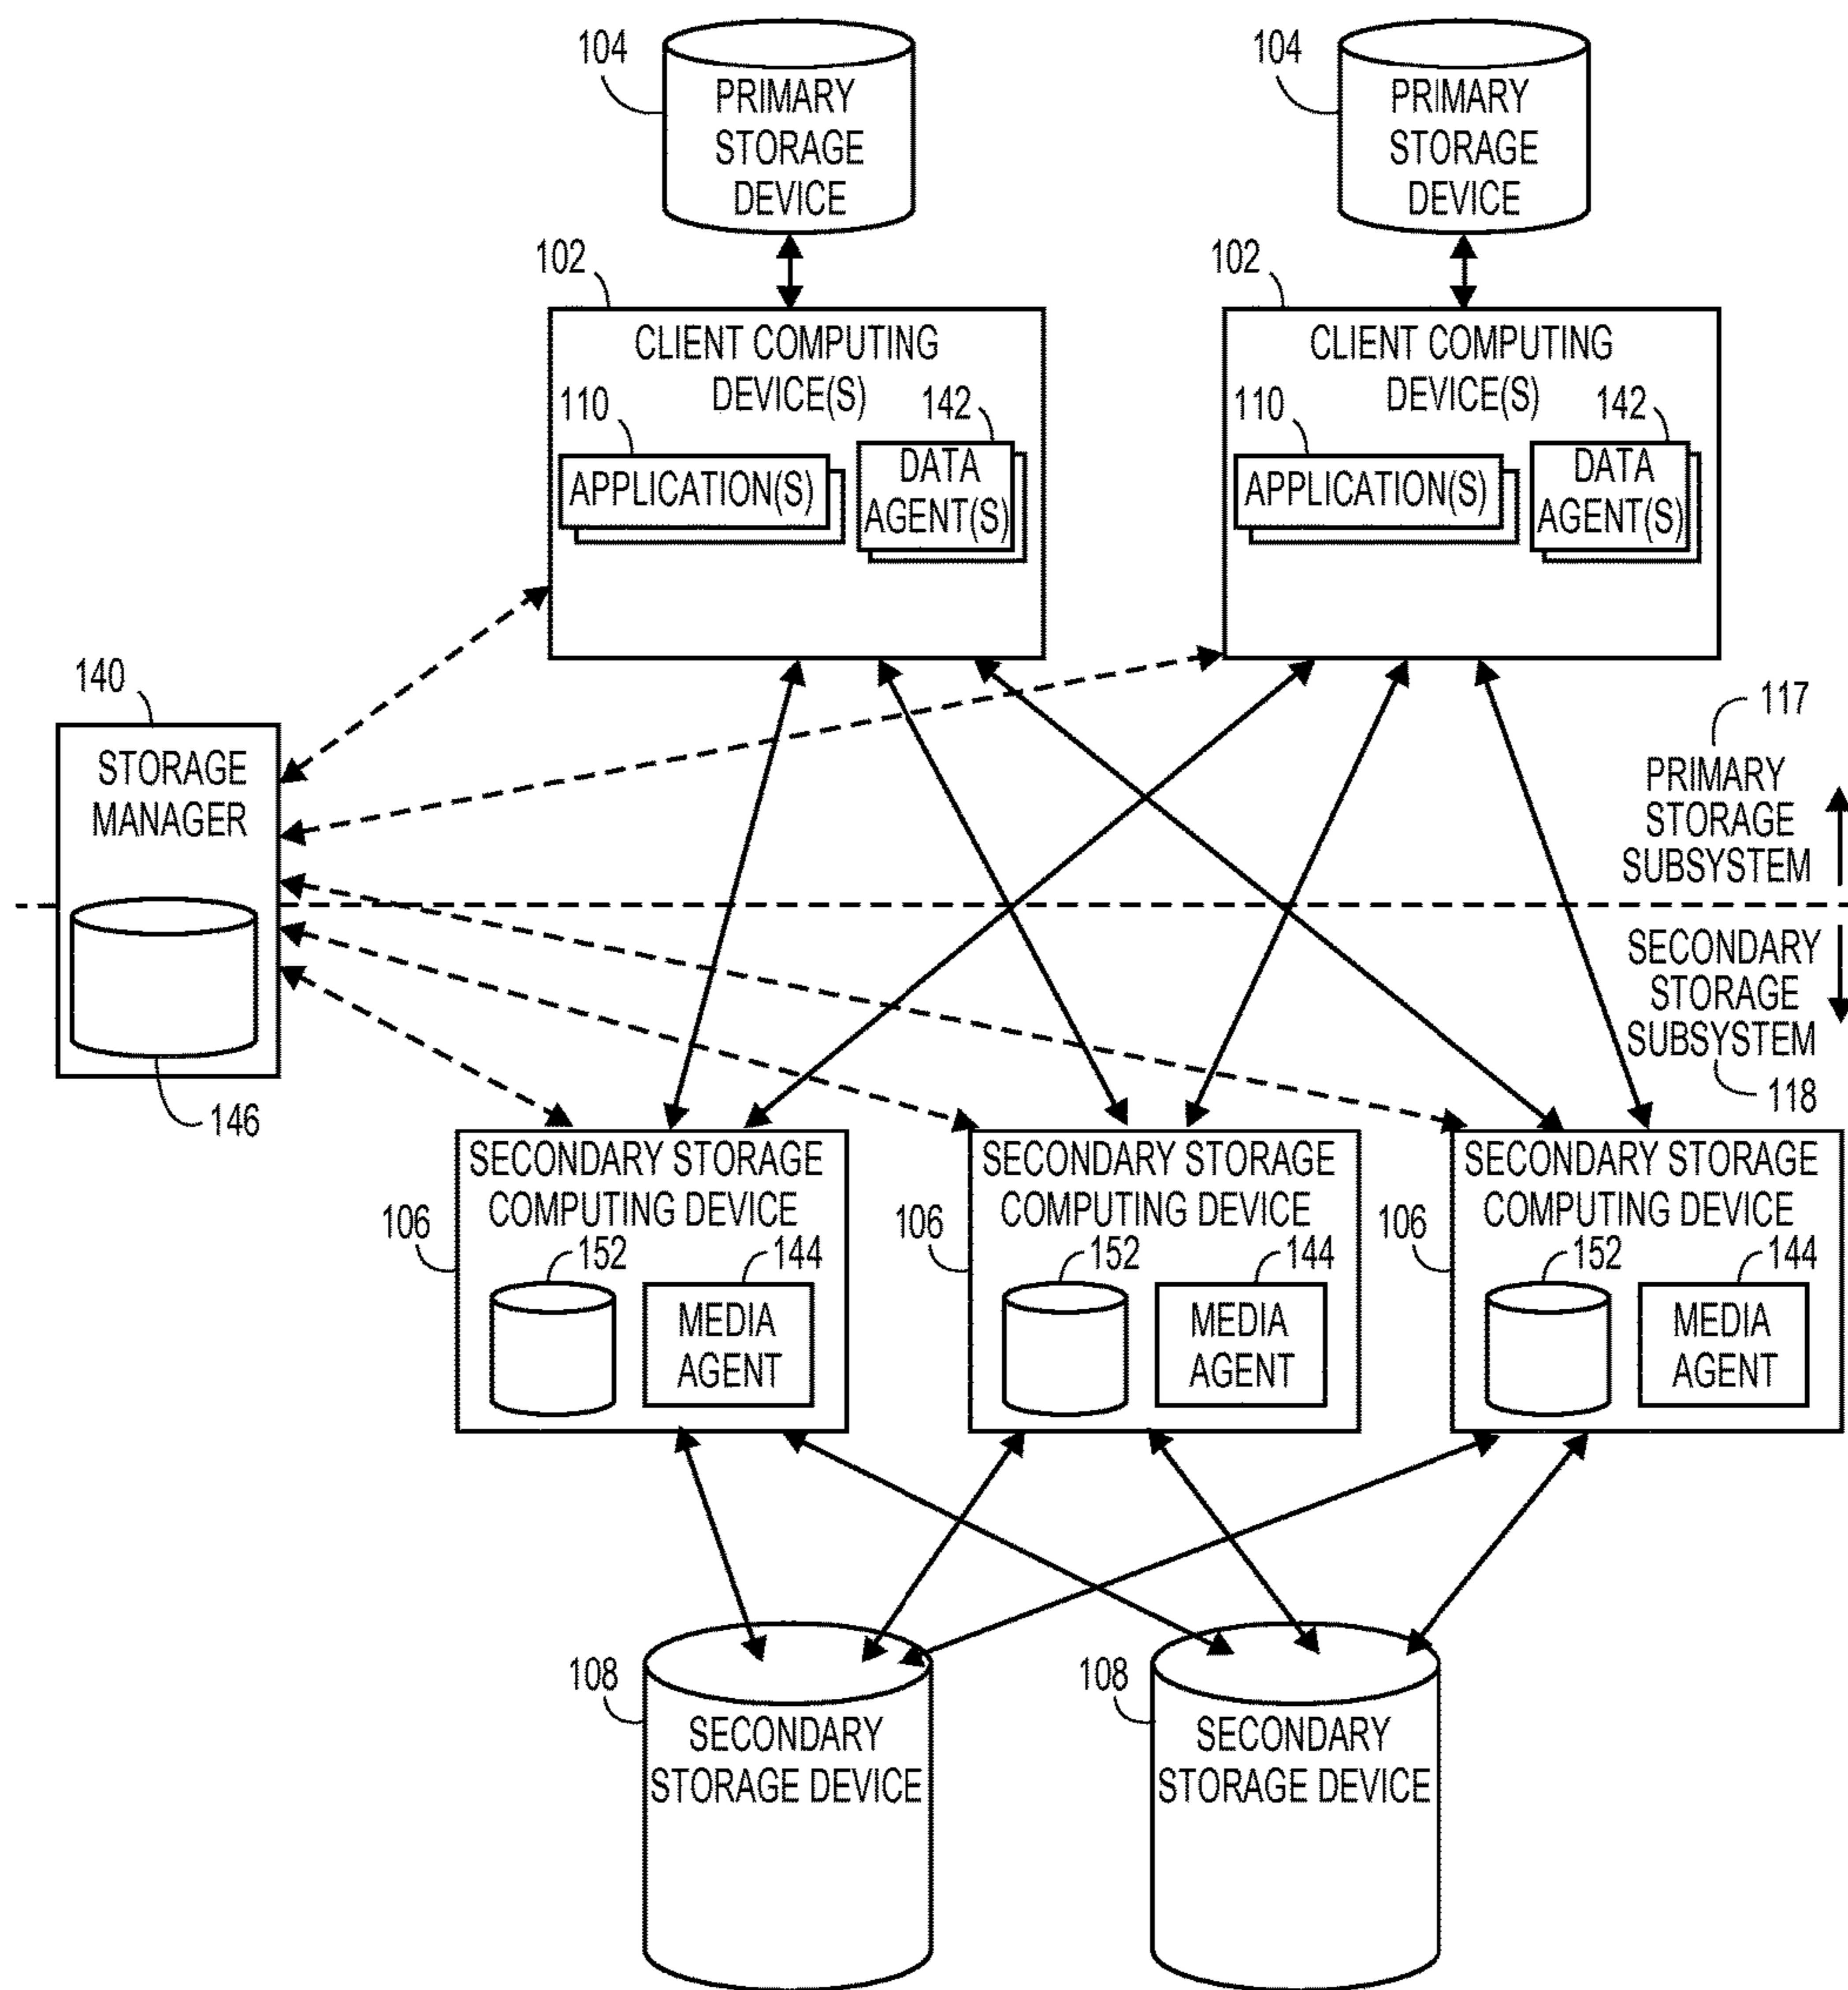 104
PRIMARY
STORAGE
DEVICE
104
PRIMARY
STORAGE
DEVICE
102
CLIENT COMPUTING
DEVICE(S)
110
142
APPLICATION(S)
DATA
AGENT(S)
102
CLIENT COMPUTING
DEVICE(S)
110
142
APPLICATION(S)
DATA
AGENT(S)
140
STORAGE
MANAGER
146
117
PRIMARY
STORAGE
SUBSYSTEM
SECONDARY
STORAGE
SUBSYSTEM
118
106
SECONDARY STORAGE
COMPUTING DEVICE
152
144
MEDIA
AGENT
106
SECONDARY STORAGE
COMPUTING DEVICE
152
144
MEDIA
AGENT
106
SECONDARY STORAGE
COMPUTING DEVICE
152
144
MEDIA
AGENT
108
SECONDARY
STORAGE DEVICE
108
SECONDARY
STORAGE DEVICE